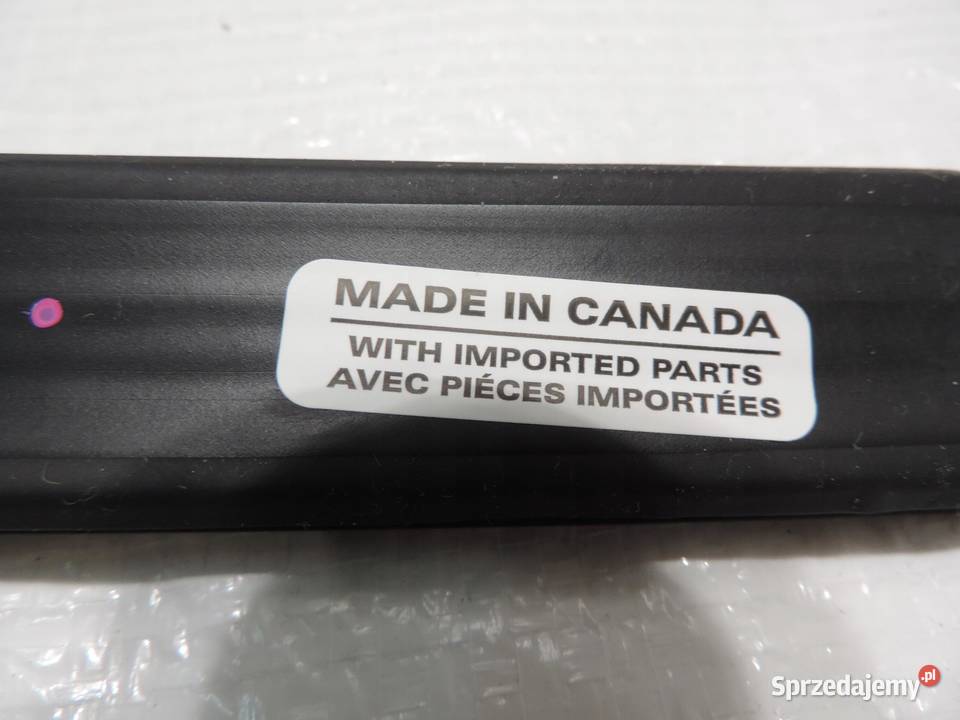 MADE IN CANADA
WITH IMPORTED PARTS
AVEC PIÉCES IMPORTÉES
Sprzedajemy.pl